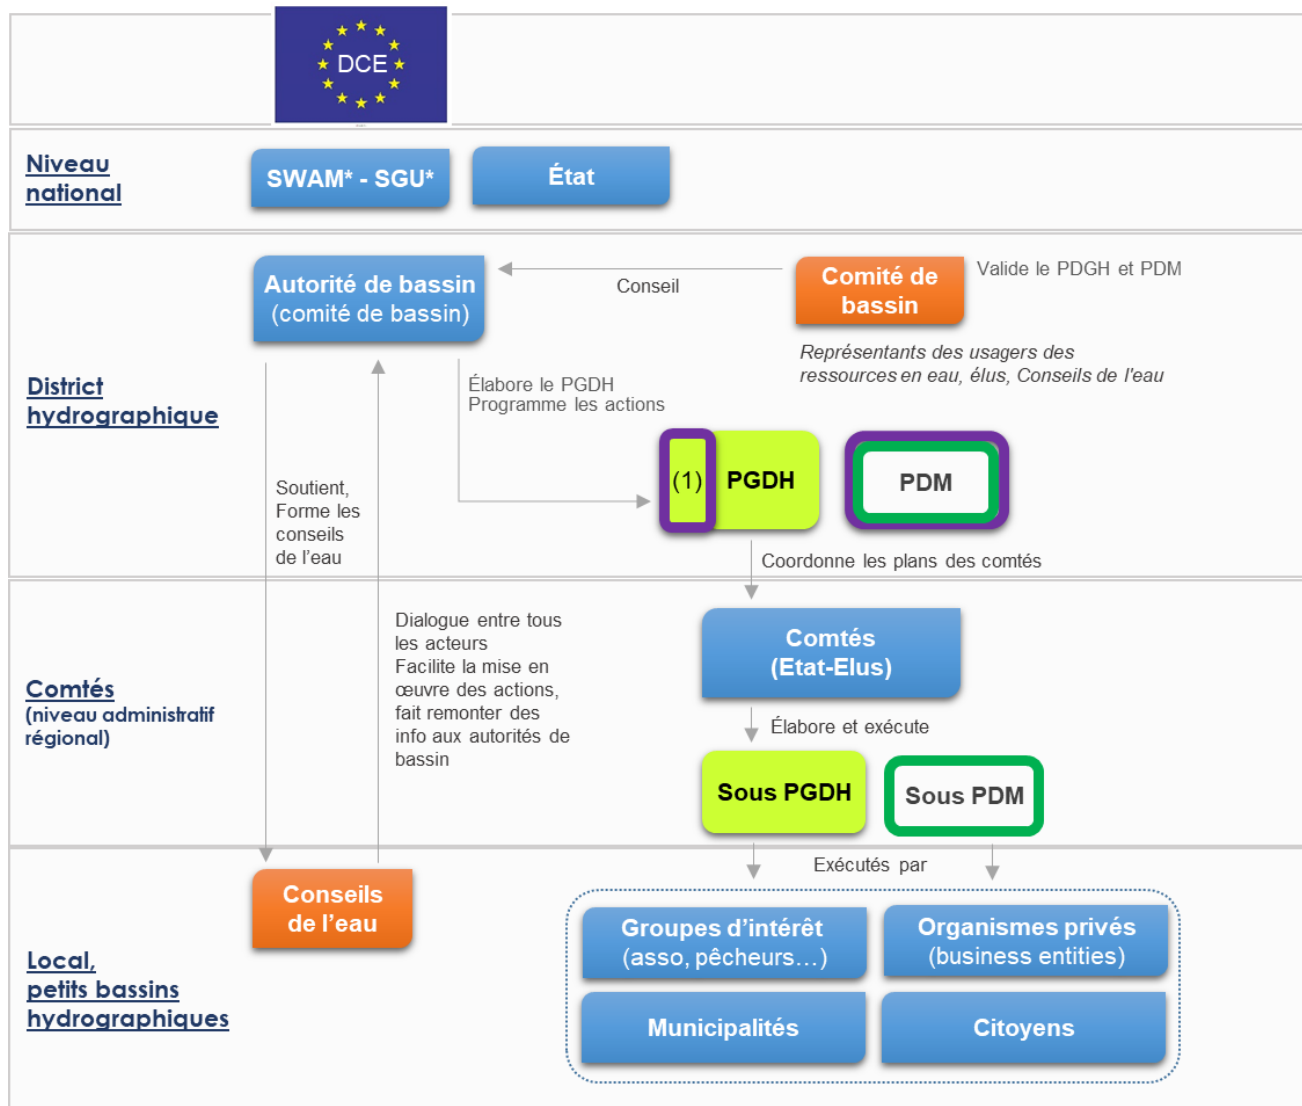 DCE
Niveau
national
SWAM* - SGU*
État
District
hydrographique
Autorité de bassin
(comité de bassin)
Conseil
Comité de
bassin
Valide le PDGH et PDM
Représentants des usagers des
ressources en eau, élus, Conseils de l'eau
Élabore le PGDH
Programme les actions
(1)
PGDH
PDM
Soutient,
Forme les
conseils
de l’eau
Coordonne les plans des comtés
Comtés
(niveau administratif
régional)
Dialogue entre tous
les acteurs
Facilite la mise en
œuvre des actions,
fait remonter des
info aux autorités de
bassin
Comtés
(Etat-Elus)
Élabore et exécute
Sous PGDH
Sous PDM
Exécutés par
Local,
petits bassins
hydrographiques
Conseils
de l’eau
Groupes d’intérêt
(asso, pêcheurs…)
Organismes privés
(business entities)
Municipalités
Citoyens